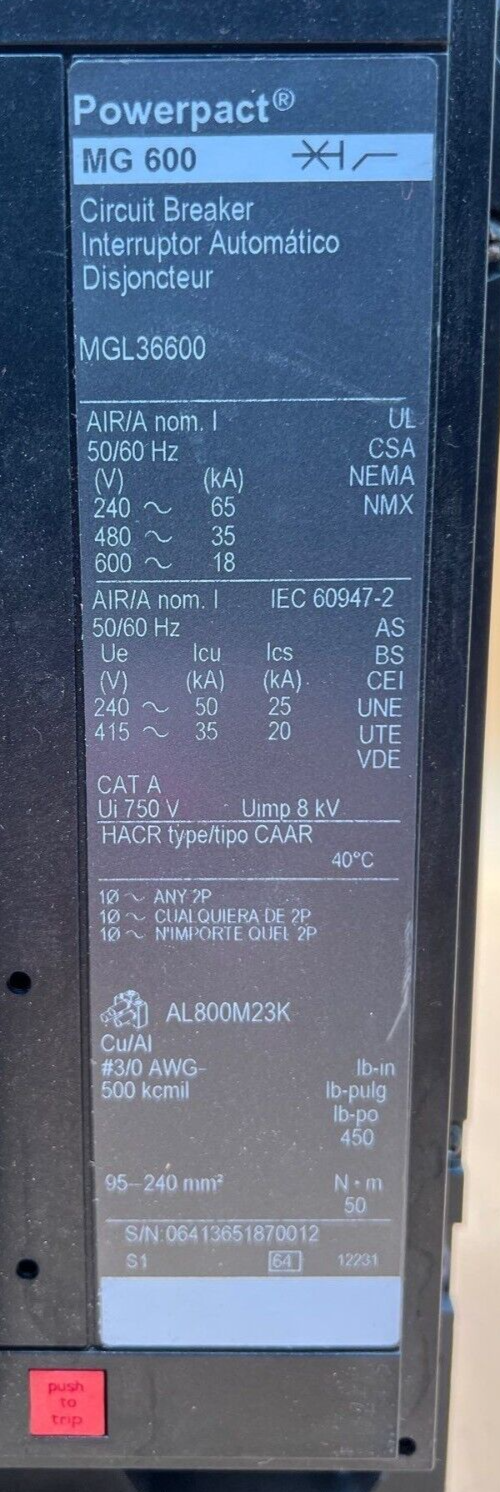 Powerpact®
MG 600
Circuit Breaker
Interruptor Automático
Disjoncteur
MGL36600
AIR/A nom. I UL
50/60 Hz CSA
(V) (kA) NEMA
240 ~ 65 NMX
480 ~ 35
600 ~ 18
AIR/A nom. I IEC 60947-2
50/60 Hz AS
Ue Icu Ics BS
(V) (kA) (kA) CEI
240 ~ 50 25 UNE
415 ~ 35 20 UTE
VDE
CAT A
Ui 750 V Uimp 8 kV
HACR type/tipo CAAR
40°C
1Ø ~ ANY 2P
1Ø ~ CUALQUIERA DE 2P
1Ø ~ N'IMPORTE QUEL 2P
AL800M23K
Cu/Al
#3/0 AWG- lb-in
500 kcmil lb-pulg
lb-po
450
95-240 mm² N·m
50
S/N:06413651870012
S1 64 12231
push
to
trip